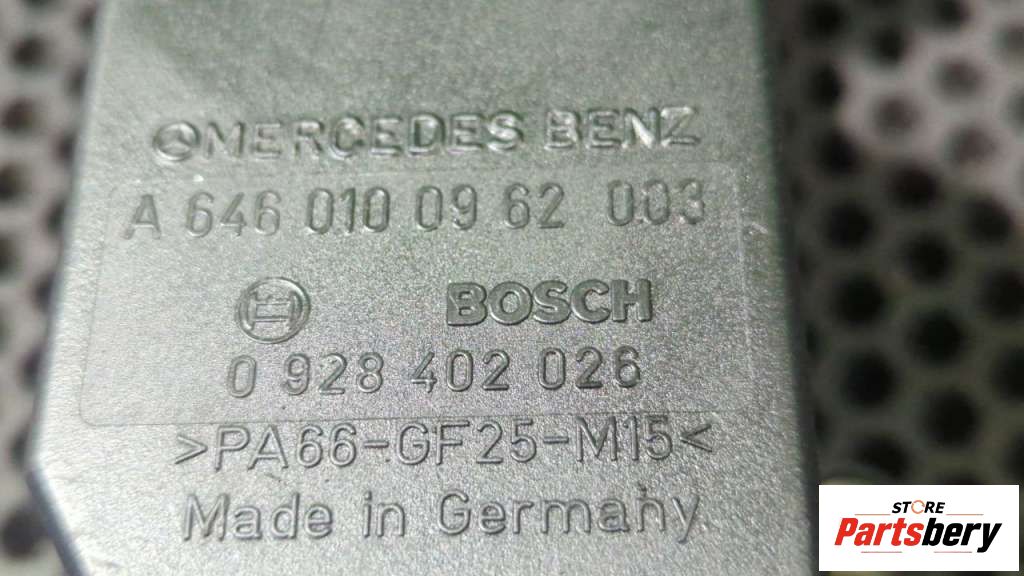 MERCEDES BENZ
A 646 010 09 62 003
BOSCH
0 928 402 026
>PA66-GF25-M15<
Made in Germany
STORE
Partsbery